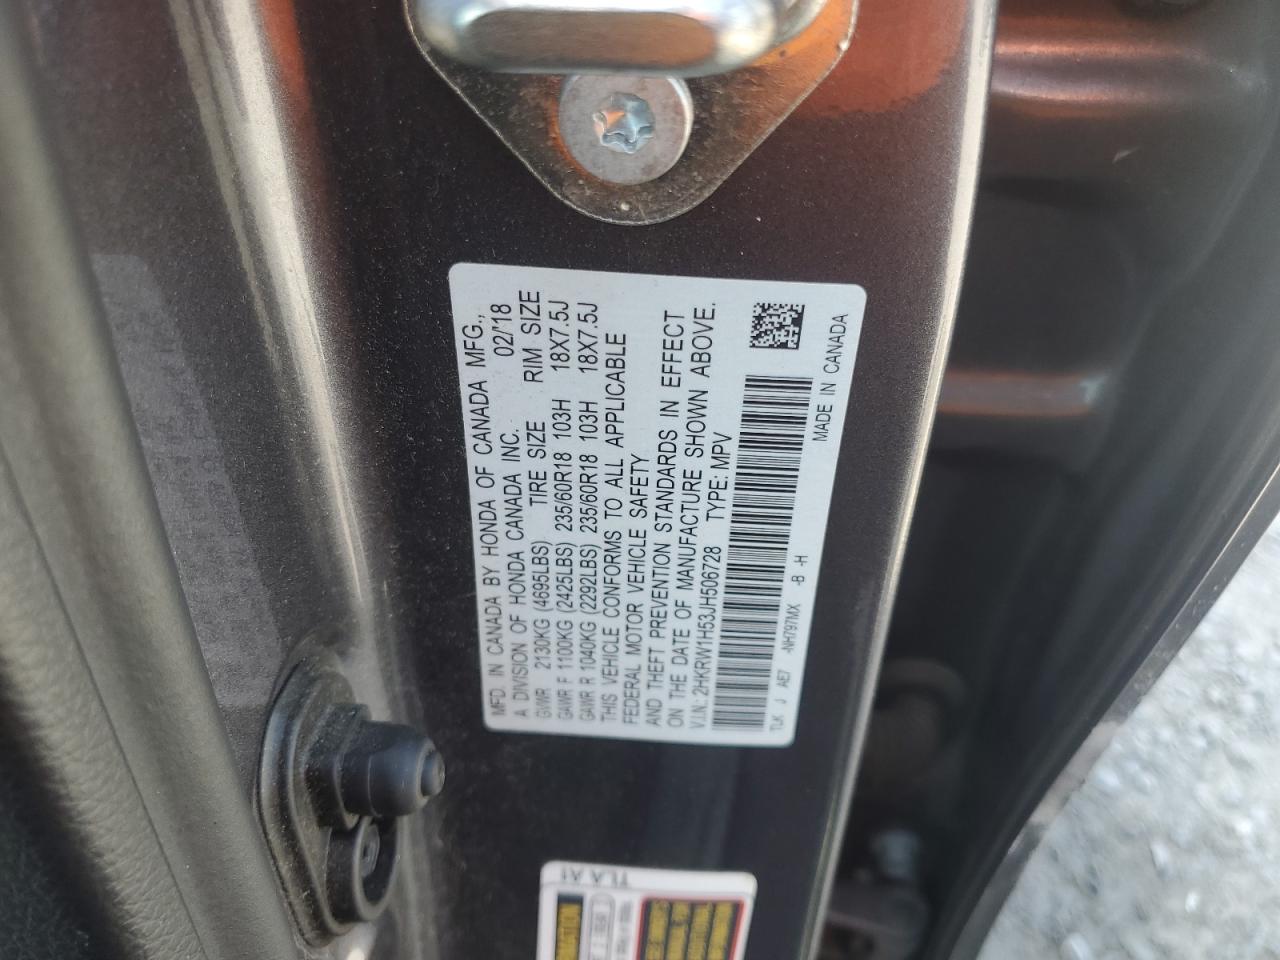 MFD. IN CANADA BY HONDA OF CANADA MFG.,
A DIVISION OF HONDA CANADA INC. 02/'18
GVWR 2130KG (4695LBS) TIRE SIZE RIM SIZE
GAWR F 1100KG (2425LBS) 235/60R18 103H 18X7.5J
GAWR R 1040KG (2292LBS) 235/60R18 103H 18X7.5J
THIS VEHICLE CONFORMS TO ALL APPLICABLE
FEDERAL MOTOR VEHICLE SAFETY
AND THEFT PREVENTION STANDARDS IN EFFECT
ON THE DATE OF MANUFACTURE SHOWN ABOVE.
V.I.N.: 2HKRW1H53JH506728 TYPE: MPV
TLK J AE7 -NH797MX -B -H
MADE IN CANADA
TLA A1